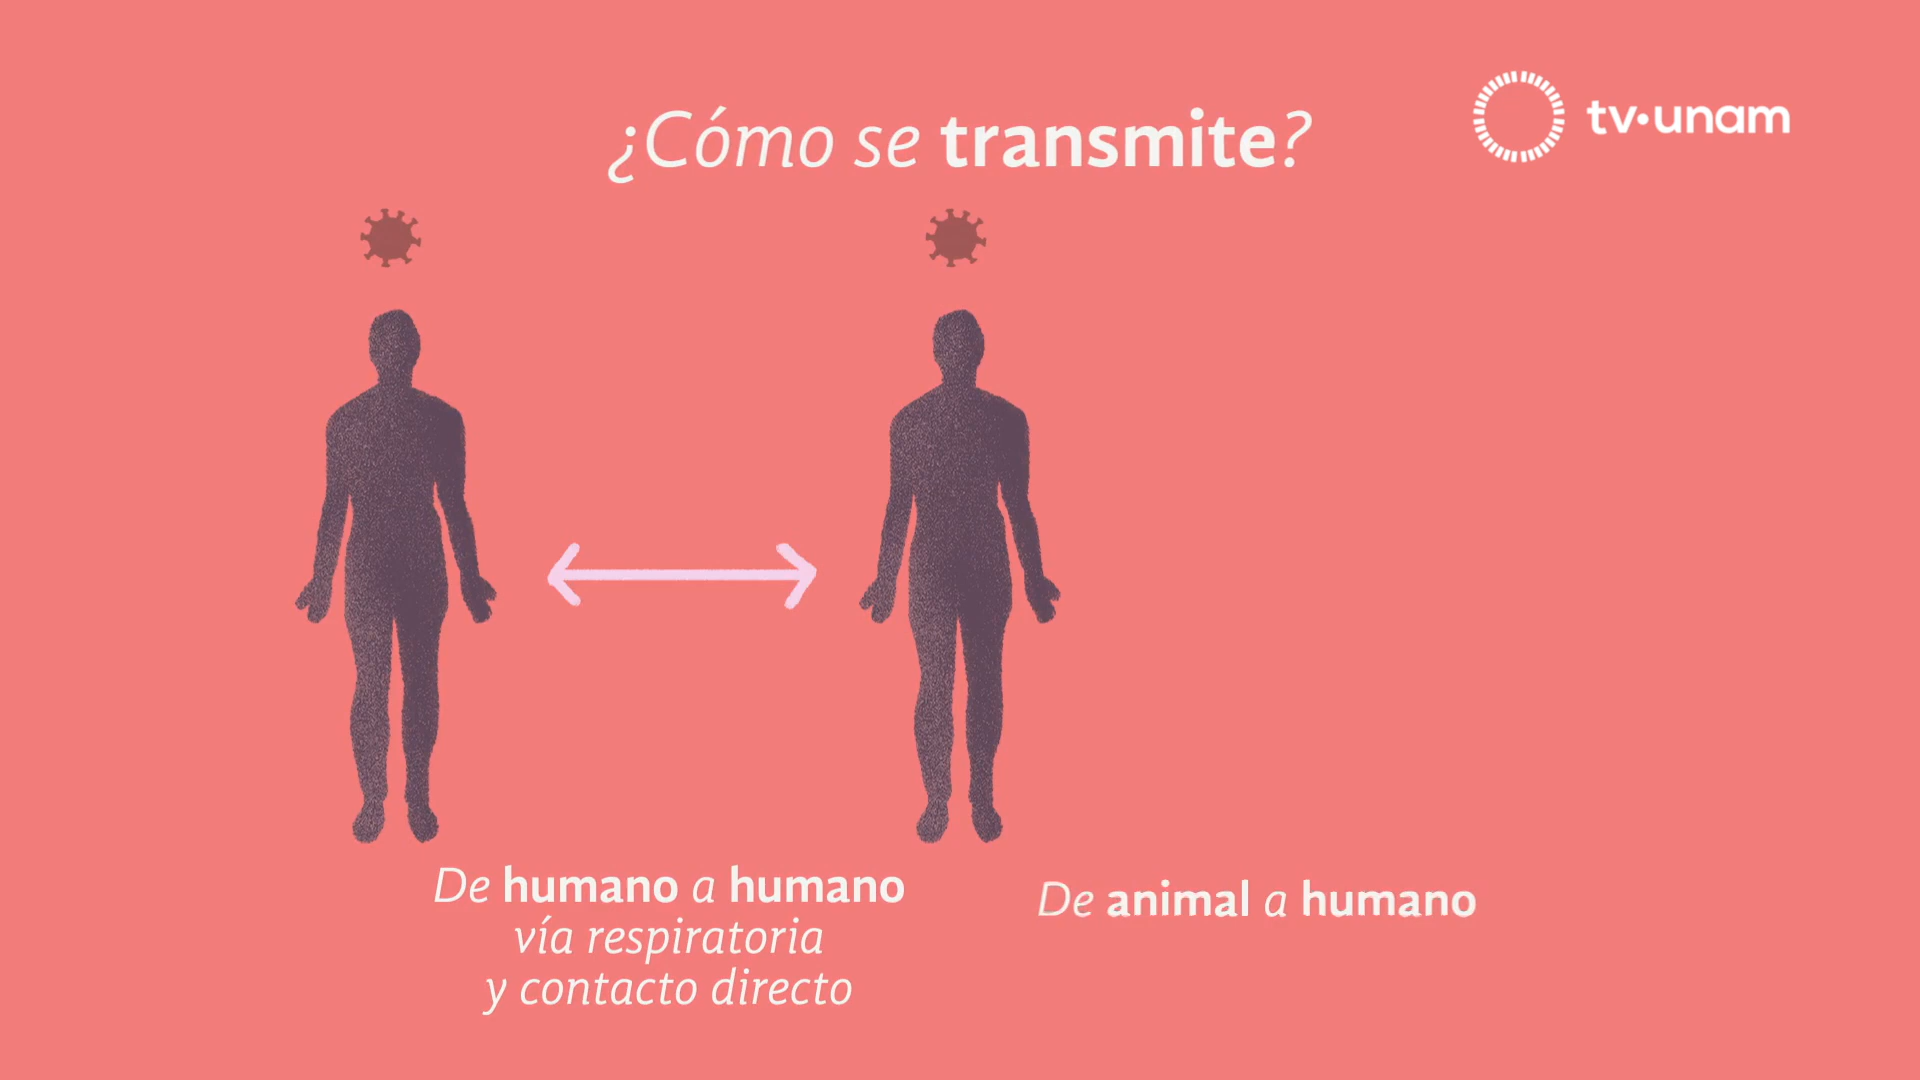 ¿Cómo se transmite?
tv•unam
De humano a humano
vía respiratoria
y contacto directo
De animal a humano